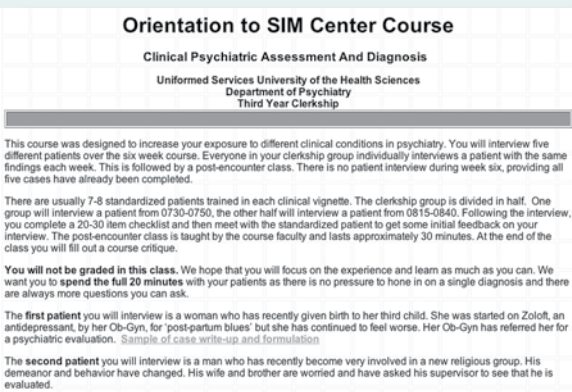 Orientation to SIM Center Course
Clinical Psychiatric Assessment And Diagnosis
Uniformed Services University of the Health Sciences
Department of Psychiatry
Third Year Clerkship
This course was designed to increase your exposure to different clinical conditions in psychiatry. You will interview five
different patients over the six week course. Everyone in your clerkship group individually interviews a patient with the same
findings each week. This is followed by a post-encounter class. There is no patient interview during week six, providing all
five cases have already been completed.
There are usually 7-8 standardized patients trained in each clinical vignette. The clerkship group is divided in half. One
group will interview a patient from 0730-0750, the other half will interview a patient from 0815-0840. Following the interview,
you complete a 20-30 item checklist and then meet with the standardized patient to get some initial feedback on your
interview. The post-encounter class is taught by the course faculty and lasts approximately 30 minutes. At the end of the
class you will fill out a course critique.
You will not be graded in this class. We hope that you will focus on the experience and learn as much as you can. We
want you to spend the full 20 minutes with your patients as there is no pressure to hone in on a single diagnosis and there
are always more questions you can ask.
The first patient you will interview is a woman who has recently given birth to her third child. She was started on Zoloft, an
antidepressant, by her Ob-Gyn, for 'post-partum blues' but she has continued to feel worse. Her Ob-Gyn has referred her for
a psychiatric evaluation. Sample of case write-up and formulation
The second patient you will interview is a man who has recently become very involved in a new religious group. His
demeanor and behavior have changed. His wife and brother are worried and have asked his supervisor to see that he is
evaluated.